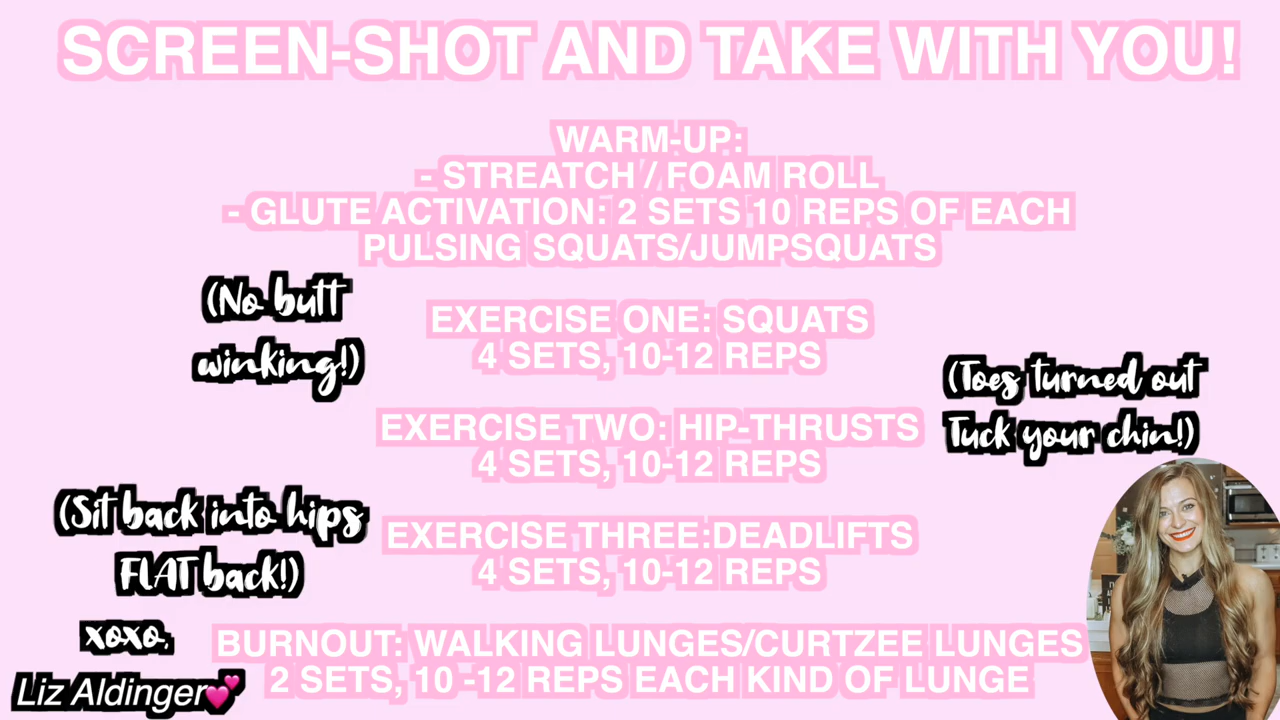 SCREEN-SHOT AND TAKE WITH YOU!
WARM-UP:
- STREATCH / FOAM ROLL
- GLUTE ACTIVATION: 2 SETS 10 REPS OF EACH
PULSING SQUATS/JUMPSQUATS
(No butt
winking!)
EXERCISE ONE: SQUATS
4 SETS, 10-12 REPS
(Toes turned out
Tuck your chin!)
EXERCISE TWO: HIP-THRUSTS
4 SETS, 10-12 REPS
(Sit back into hips
FLAT back!)
EXERCISE THREE:DEADLIFTS
4 SETS, 10-12 REPS
BURNOUT: WALKING LUNGES/CURTZEE LUNGES
2 SETS, 10 -12 REPS EACH KIND OF LUNGE
xoxo,
Liz Aldinger💕